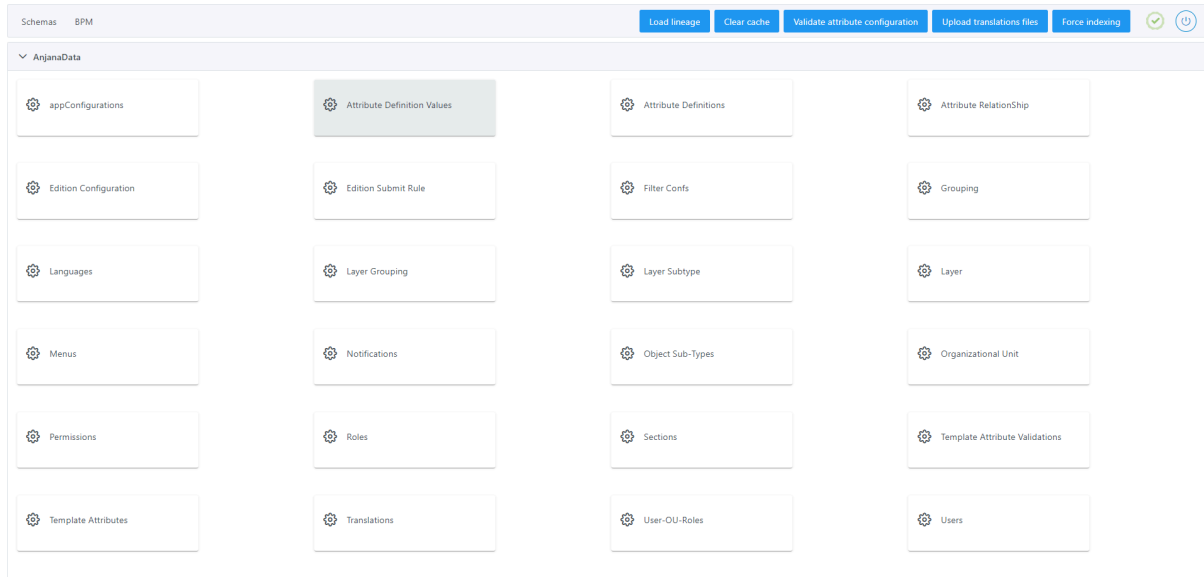 Schemas BPM Load lineage Clear cache Validate attribute configuration Upload translations files Force indexing
AnjanaData
appConfigurations Attribute Definition Values Attribute Definitions Attribute RelationShip
Edition Configuration Edition Submit Rule Filter Confs Grouping
Languages Layer Grouping Layer Subtype Layer
Menus Notifications Object Sub-Types Organizational Unit
Permissions Roles Sections Template Attribute Validations
Template Attributes Translations User-OU-Roles Users